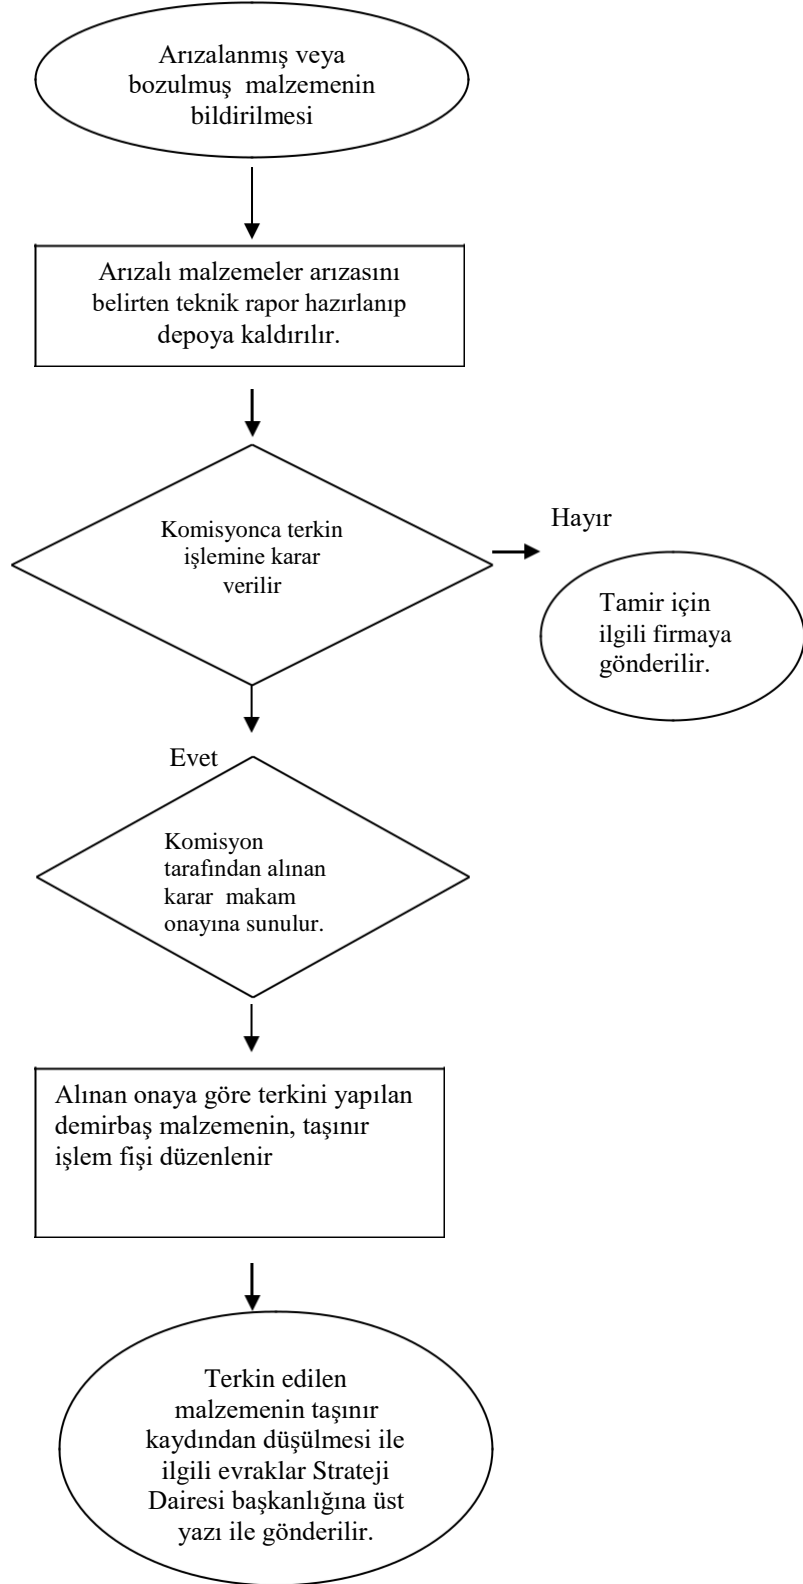 Arızalanmış veya
bozulmuş malzemenin
bildirilmesi
Arızalı malzemeler arızasını
belirten teknik rapor hazırlanıp
depoya kaldırılır.
Komisyonca terkin
işlemine karar
verilir
Hayır
Tamir için
ilgili firmaya
gönderilir.
Evet
Komisyon
tarafından alınan
karar makam
onayına sunulur.
Alınan onaya göre terkini yapılan
demirbaş malzemenin, taşınır
işlem fişi düzenlenir
Terkin edilen
malzemenin taşınır
kaydından düşülmesi ile
ilgili evraklar Strateji
Dairesi başkanlığına üst
yazı ile gönderilir.